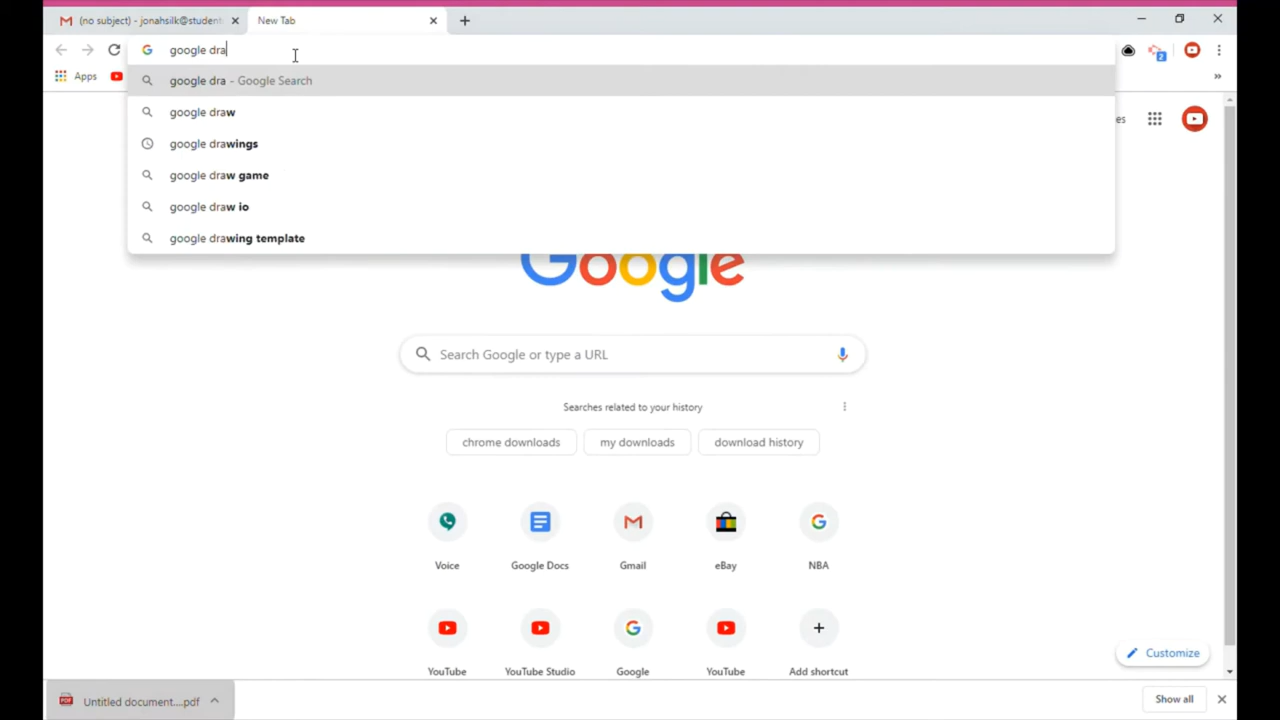 (no subject) - jonahsilk@student
New Tab
google dra
Apps
google dra - Google Search
google draw
google drawings
google draw game
google draw io
google drawing template
es
Google
Search Google or type a URL
Searches related to your history
chrome downloads
my downloads
download history
Voice
Google Docs
Gmail
eBay
NBA
YouTube
YouTube Studio
Google
YouTube
Add shortcut
Customize
Untitled document....pdf
Show all